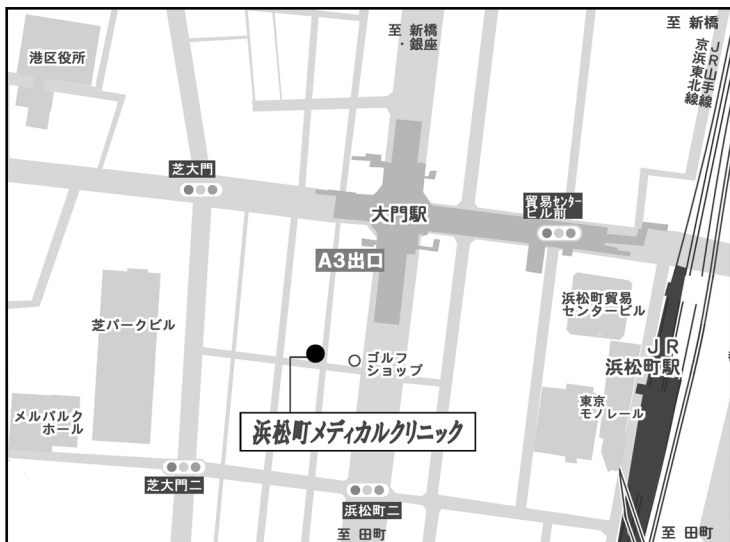 至 新橋
至 新橋
・銀座
港区役所
JR山手線
京浜東北線
芝大門
貿易センター
ビル前
大門駅
A3出口
浜松町貿易
センタービル
芝パークビル
JR
浜松町駅
ゴルフ
ショップ
東京
モノレール
メルパルク
ホール
浜松町メディカルクリニック
芝大門二
浜松町二
至 田町
至 田町